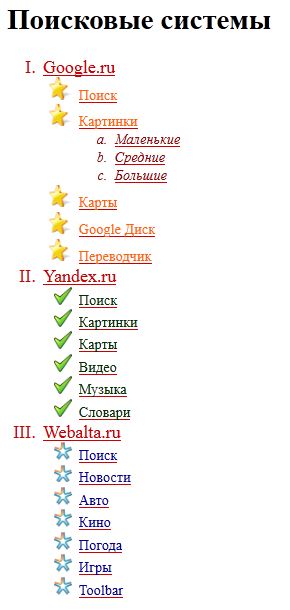 Поисковые системы
I. Google.ru
Поиск
Картинки
a. Маленькие
b. Средние
c. Большие
Карты
Google Диск
Переводчик
II. Yandex.ru
Поиск
Картинки
Карты
Видео
Музыка
Словари
III. Webalta.ru
Поиск
Новости
Авто
Кино
Погода
Игры
Toolbar